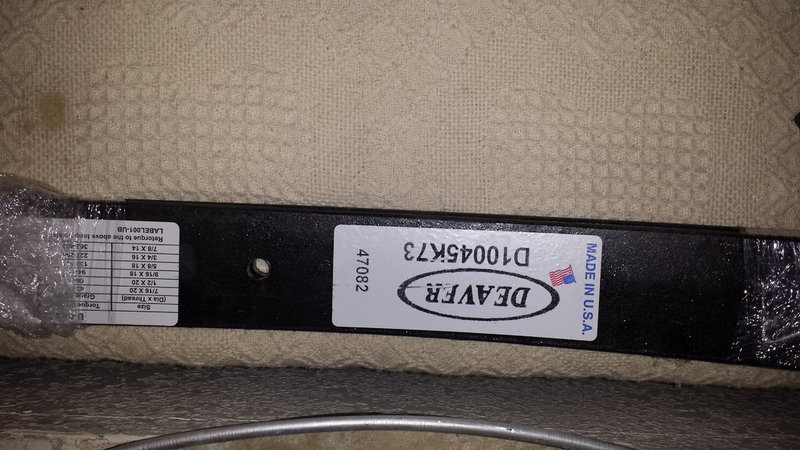 DEAVER
D10045K73
MADE IN U.S.A.
47082
Size
(Dia x Thread)
Torque
7/16 X 20
1/2 X 20
9/16 X 18
5/8 X 18
3/4 X 16
7/8 X 14
Retorque to the above
LABEL001-UB